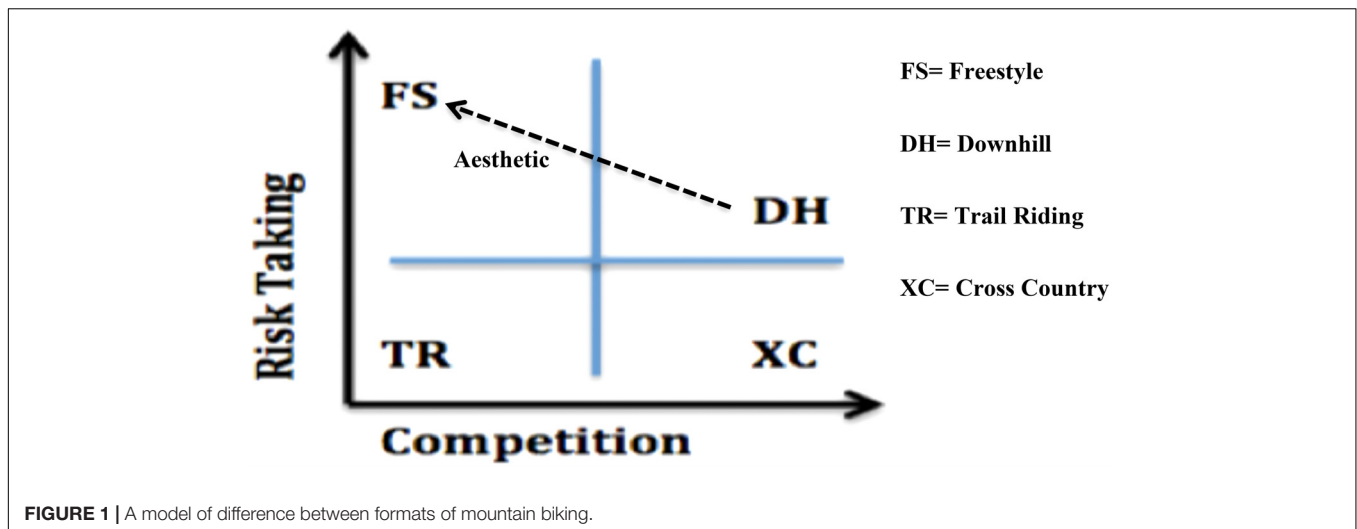 FS
Aesthetic
DH
TR
XC
Risk Taking
Competition
FS= Freestyle
DH= Downhill
TR= Trail Riding
XC= Cross Country
FIGURE 1 | A model of difference between formats of mountain biking.